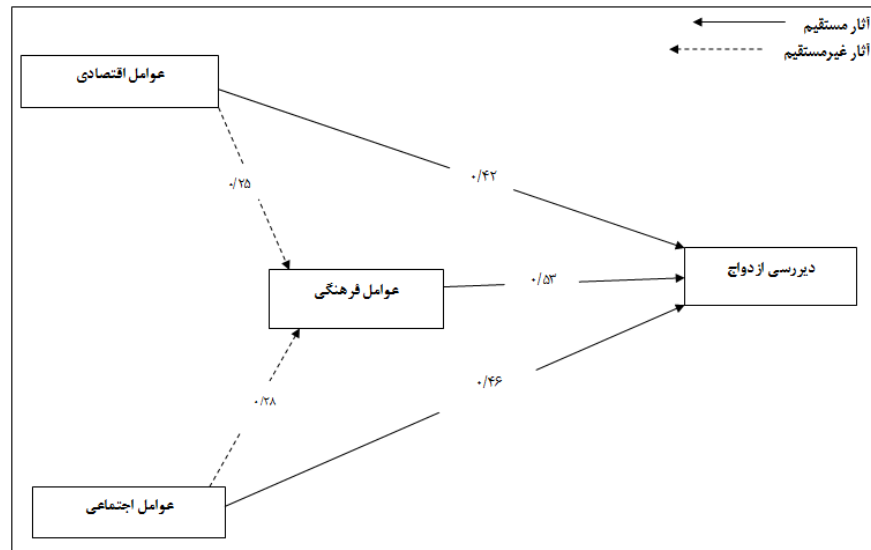 آثار مستقیم
آثار غیرمستقیم
عوامل اقتصادی
۰/۴۲
۰/۲۵
دیررسی ازدواج
عوامل فرهنگی
۰/۵۳
۰/۴۶
۰/۲۸
عوامل اجتماعی